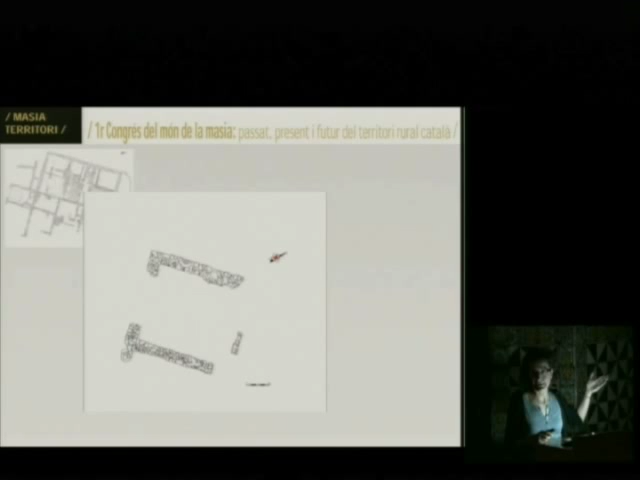 / MASIA
TERRITORI /
/ 1r Congrés del món de la masia: passat, present i futur del territori rural català /